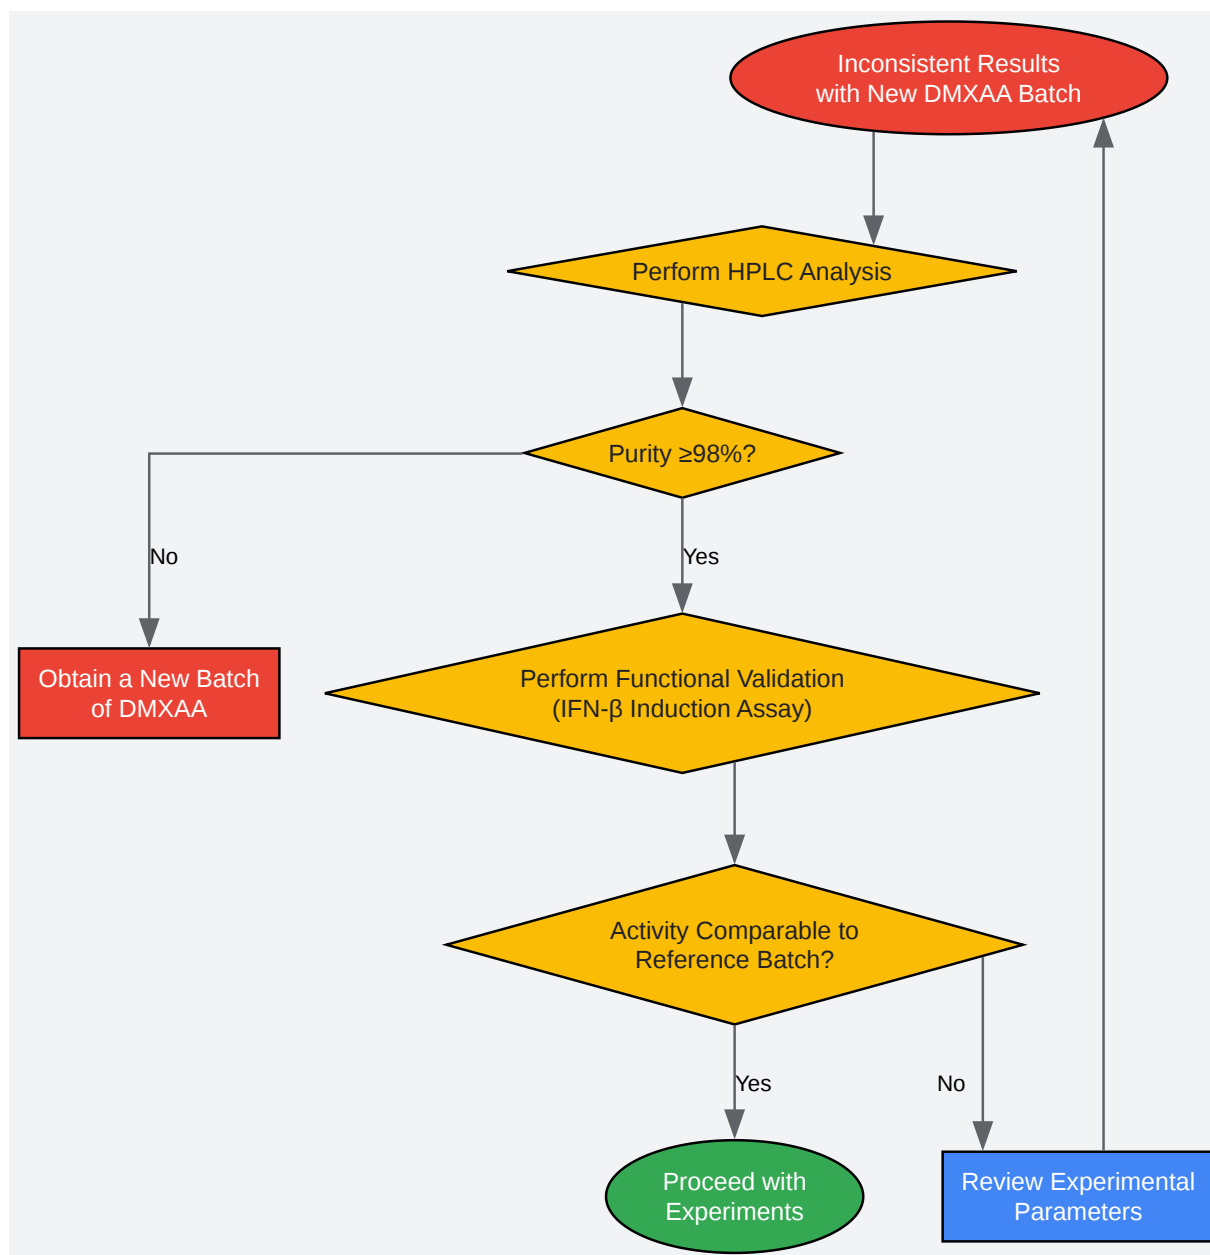 Inconsistent Results
with New DMXAA Batch
Perform HPLC Analysis
Purity ≥98%?
No
Yes
Obtain a New Batch
of DMXAA
Perform Functional Validation
(IFN-β Induction Assay)
Activity Comparable to
Reference Batch?
Yes
No
Proceed with
Experiments
Review Experimental
Parameters